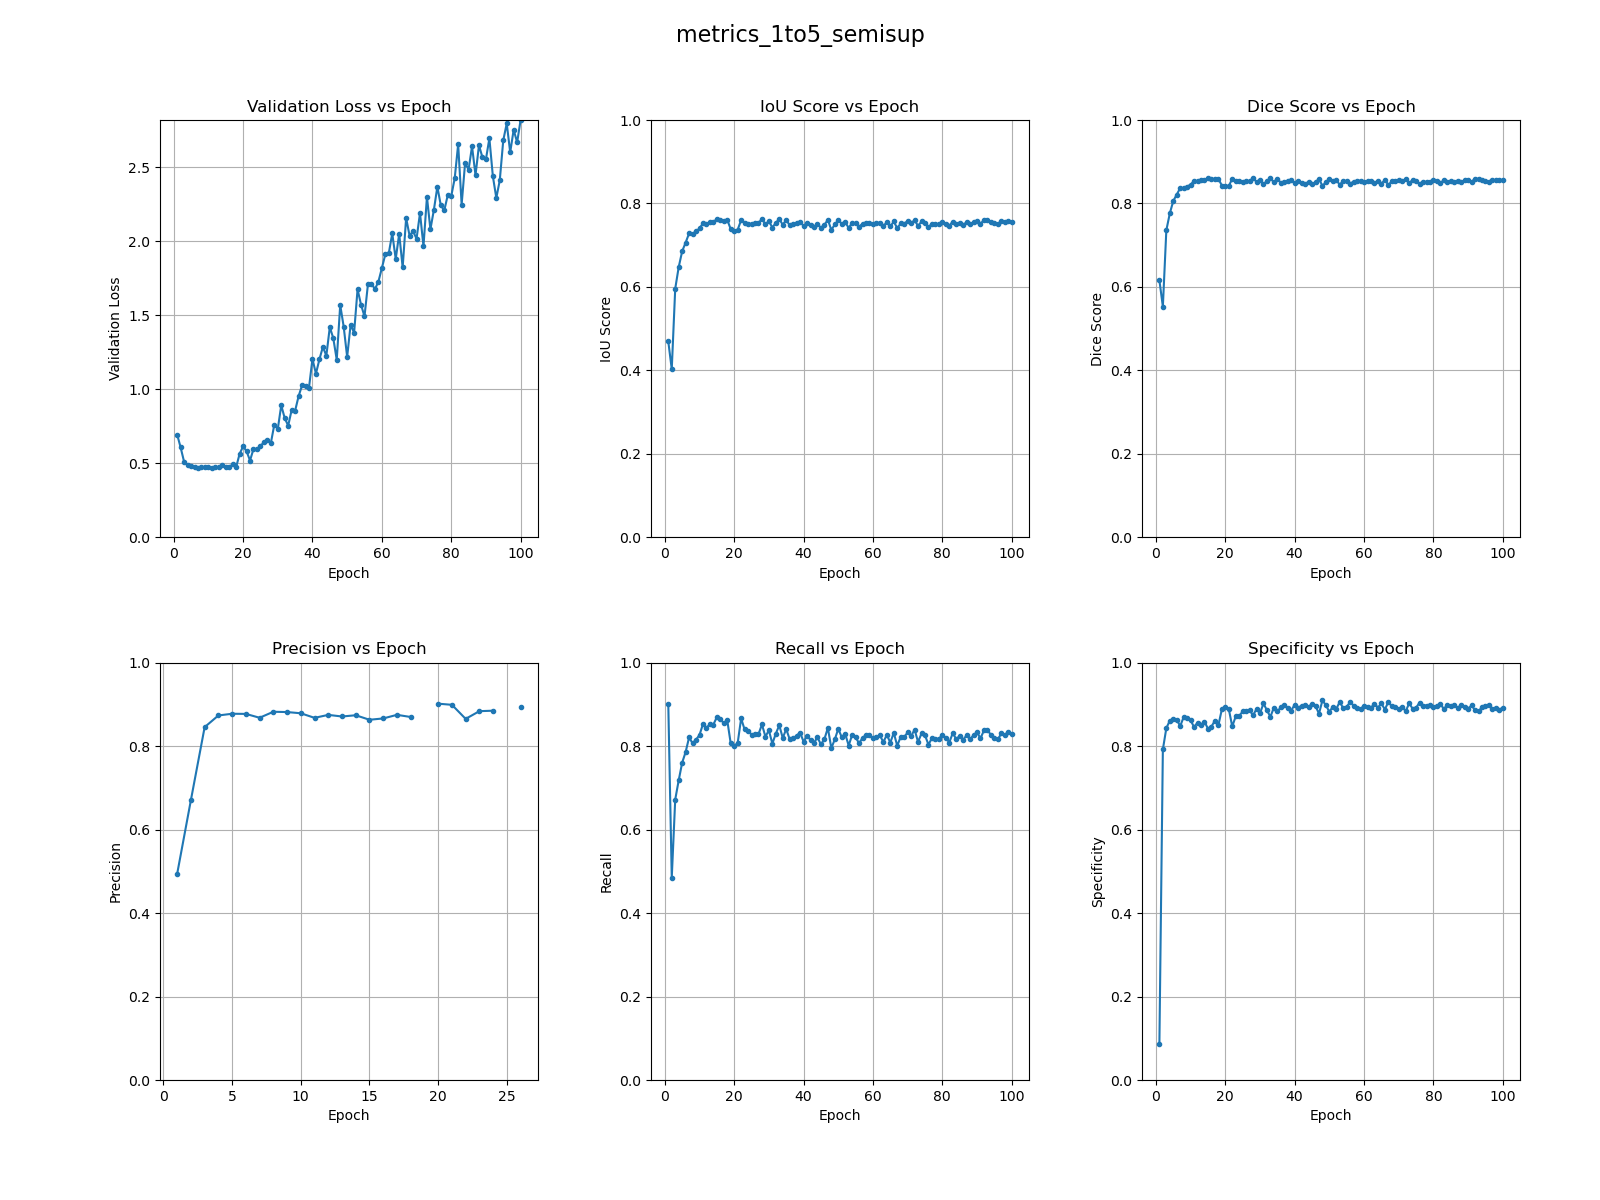 metrics_1to5_semisup
Validation Loss vs Epoch
IoU Score vs Epoch
Dice Score vs Epoch
Validation Loss
2.5
2.0
1.5
1.0
0.5
0.0
0 20 40 60 80 100
Epoch
IoU Score
1.0
0.8
0.6
0.4
0.2
0.0
0 20 40 60 80 100
Epoch
Dice Score
1.0
0.8
0.6
0.4
0.2
0.0
0 20 40 60 80 100
Epoch
Precision vs Epoch
Recall vs Epoch
Specificity vs Epoch
Precision
1.0
0.8
0.6
0.4
0.2
0.0
0 5 10 15 20 25
Epoch
Recall
1.0
0.8
0.6
0.4
0.2
0.0
0 20 40 60 80 100
Epoch
Specificity
1.0
0.8
0.6
0.4
0.2
0.0
0 20 40 60 80 100
Epoch